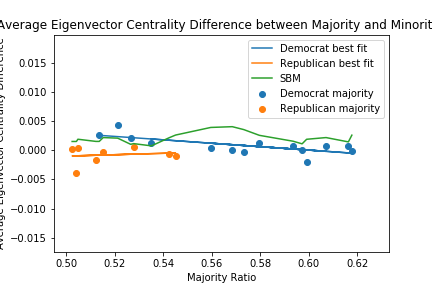 Average Eigenvector Centrality Difference between Majority and Minorit
Average Eigenvector Centrality Difference
0.015
0.010
0.005
0.000
−0.005
−0.010
−0.015
Democrat best fit
Republican best fit
SBM
Democrat majority
Republican majority
0.50 0.52 0.54 0.56 0.58 0.60 0.62
Majority Ratio